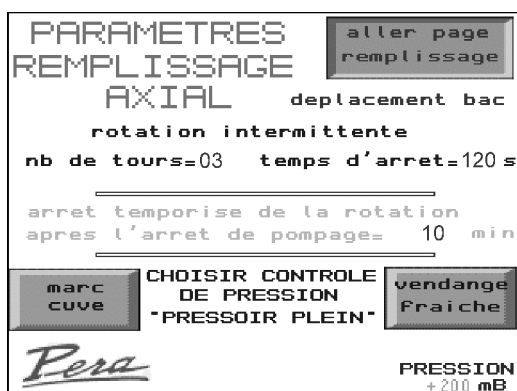 PARAMETRES
REMPLISSAGE
AXIAL
aller page
remplissage
deplacement bac
rotation intermittente
nb de tours=03 temps d'arret=120 s
arret temporise de la rotation
apres l'arret de pompage= 10 min
marc
cuve
CHOISIR CONTROLE
DE PRESSION
"PRESSOIR PLEIN"
vendange
fraiche
Pera
PRESSION
+200 mB